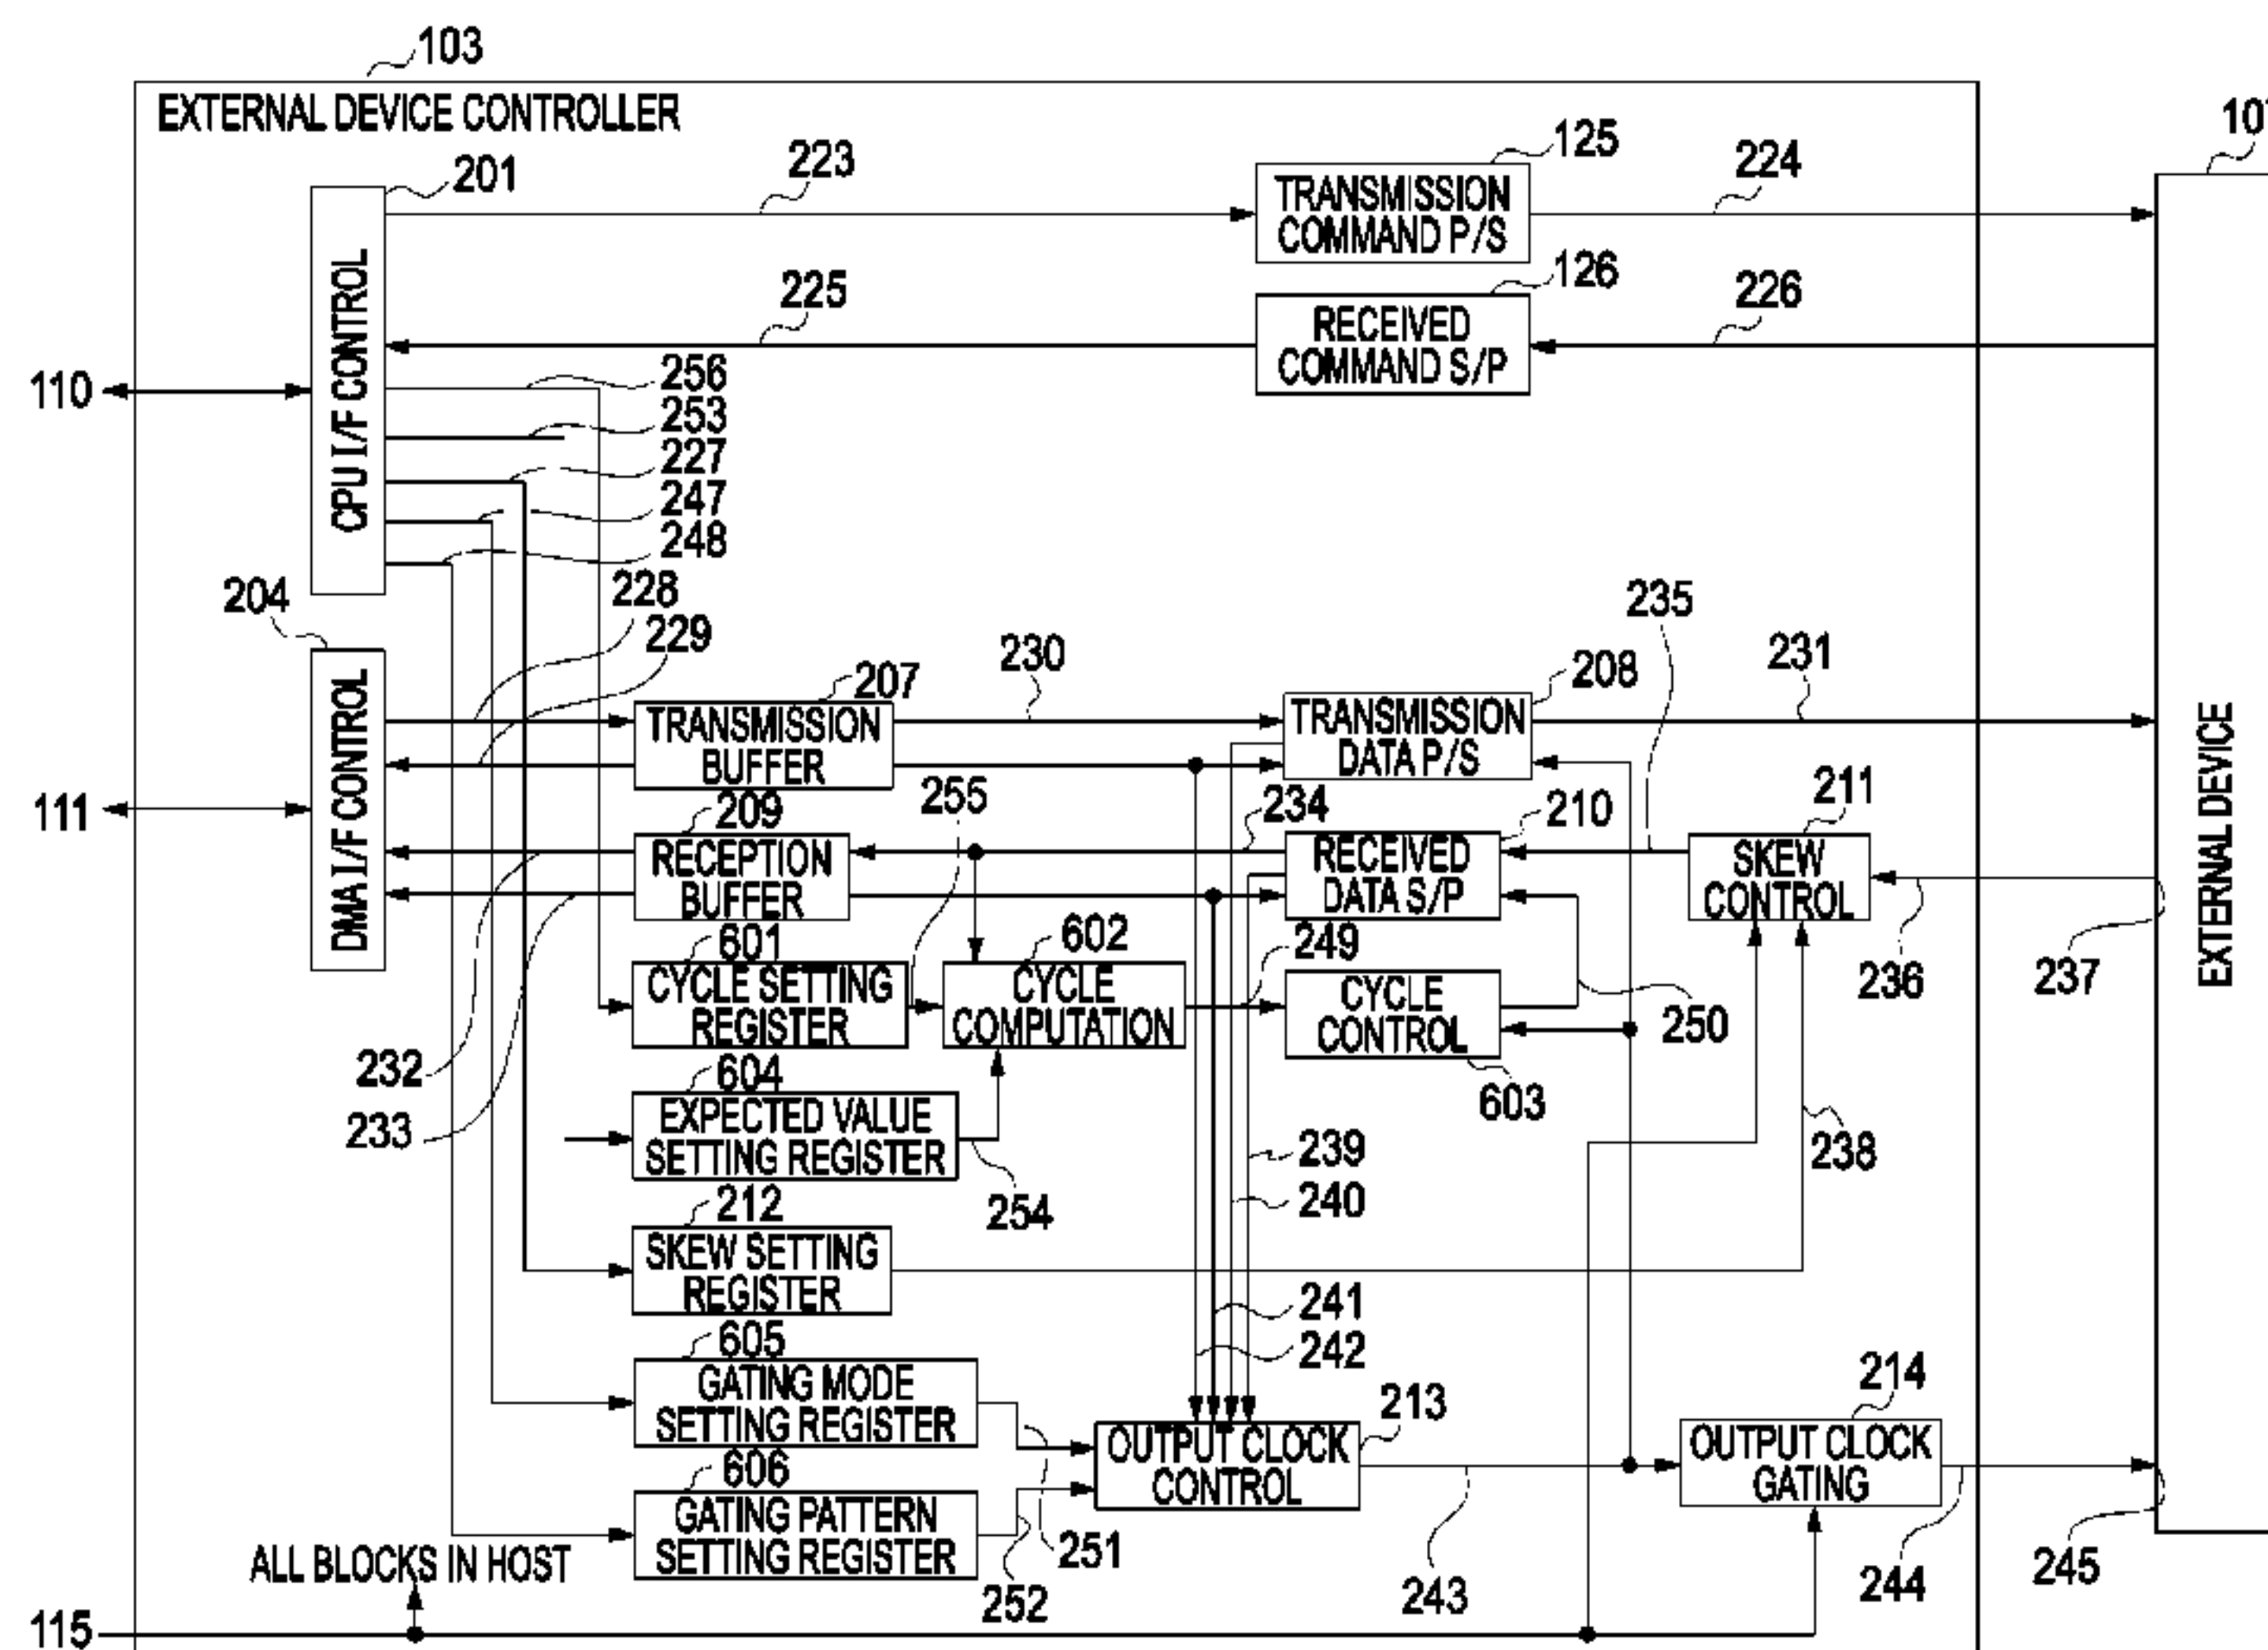 103
EXTERNAL DEVICE CONTROLLER
201
223
125
TRANSMISSION
COMMAND P/S
224
225
126
RECEIVED
COMMAND S/P
226
110
CPU I/F CONTROL
256
253
227
247
248
204
228
229
DMA I/F CONTROL
111
207
TRANSMISSION
BUFFER
230
208
TRANSMISSION
DATA P/S
235
231
EXTERNAL DEVICE
209
RECEPTION
BUFFER
255
234
210
RECEIVED
DATA S/P
211
SKEW
CONTROL
236
237
601
CYCLE SETTING
REGISTER
602
CYCLE
COMPUTATION
249
CYCLE
CONTROL
603
250
232
233
604
EXPECTED VALUE
SETTING REGISTER
254
239
240
238
212
SKEW SETTING
REGISTER
241
242
605
GATING MODE
SETTING REGISTER
213
OUTPUT CLOCK
CONTROL
214
OUTPUT CLOCK
GATING
606
GATING PATTERN
SETTING REGISTER
251
252
243
244
245
ALL BLOCKS IN HOST
115